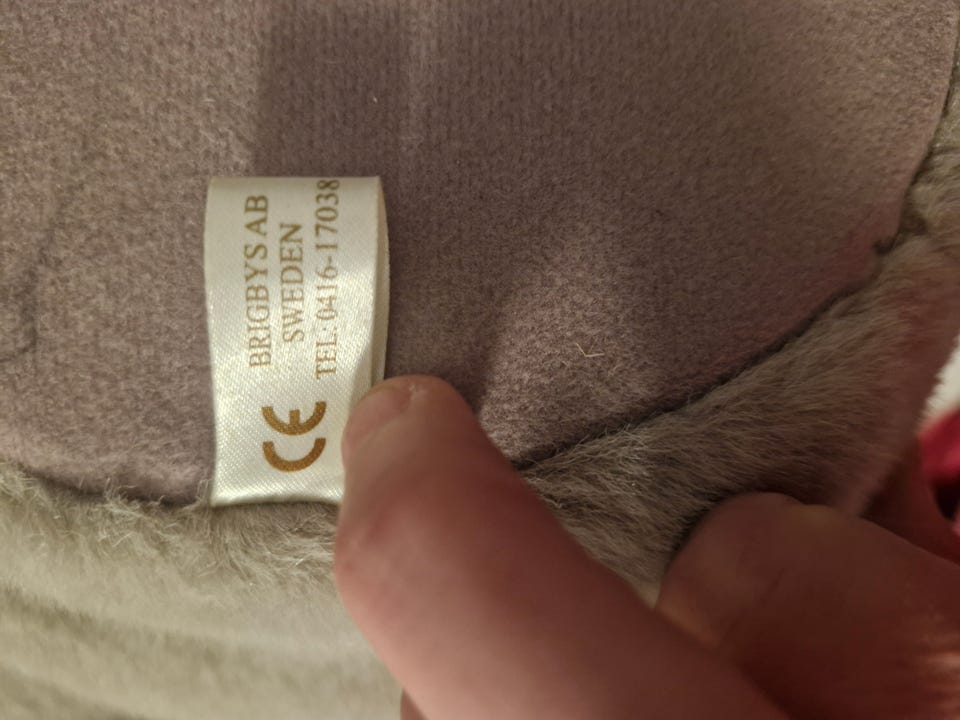 BRIGBYS AB
SWEDEN
TEL: 0416-17038
CE